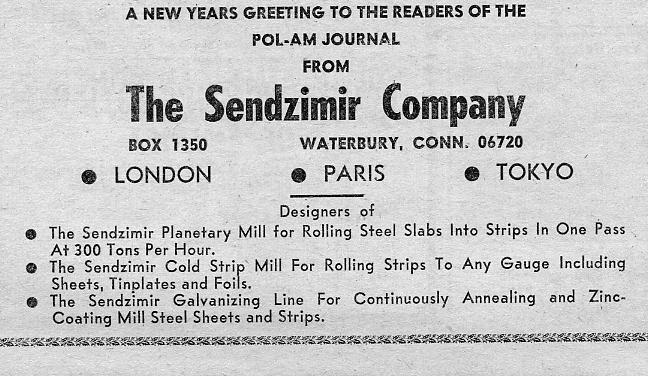 A NEW YEARS GREETING TO THE READERS OF THE
POL-AM JOURNAL
FROM
The Sendzimir Company
BOX 1350 WATERBURY, CONN. 06720
● LONDON ● PARIS ● TOKYO
Designers of
● The Sendzimir Planetary Mill for Rolling Steel Slabs Into Strips In One Pass
At 300 Tons Per Hour.
● The Sendzimir Cold Strip Mill For Rolling Strips To Any Gauge Including
Sheets, Tinplates and Foils.
● The Sendzimir Galvanizing Line For Continuously Annealing and Zinc-
Coating Mill Steel Sheets and Strips.